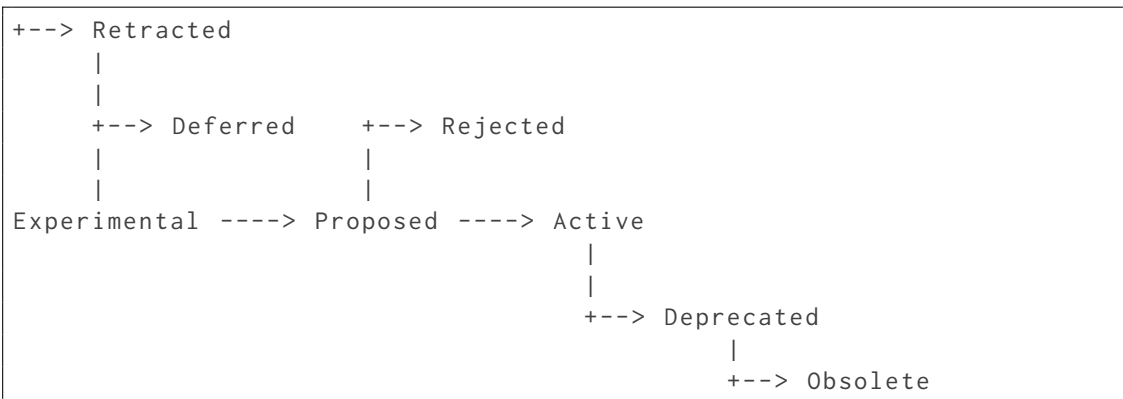 +--> Retracted
     |
     |
     +--> Deferred    +--> Rejected
     |                |
     |                |
Experimental ----> Proposed ----> Active
                                    |
                                    |
                                    +--> Deprecated
                                             |
                                             +--> Obsolete